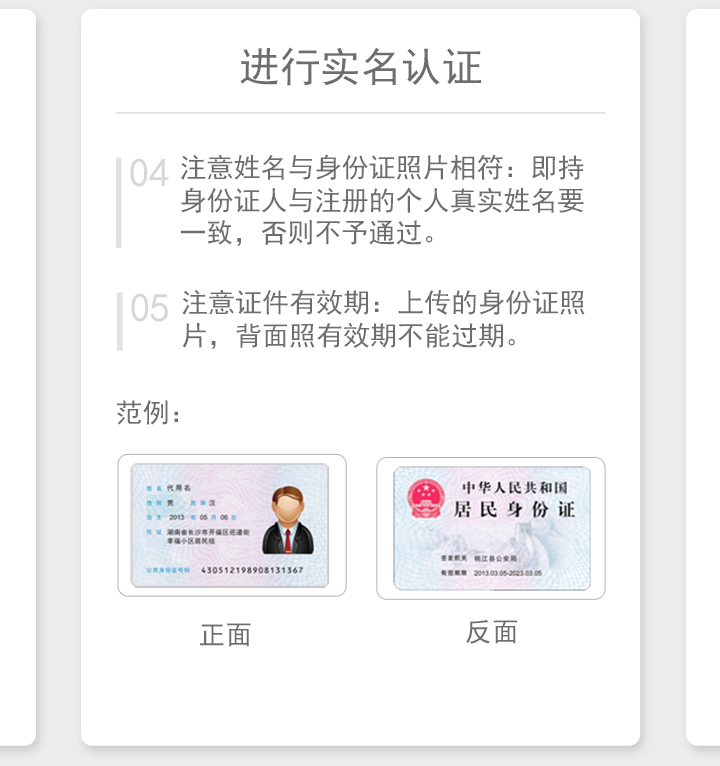 进行实名认证
04
注意姓名与身份证照片相符：即持
身份证人与注册的个人真实姓名要
一致，否则不予通过。
05
注意证件有效期：上传的身份证照
片，背面照有效期不能过期。
范例：
姓名 代用名
性别 男 民族 汉
出生 2013 年 05 月 06 日
住址 湖南省长沙市开福区巡道街
幸福小区居民组
公民身份证号码 430512198908131367
中华人民共和国
居民身份证
签发机关 桃江县公安局
有效期限 2013.03.05-2023.03.05
正面
反面